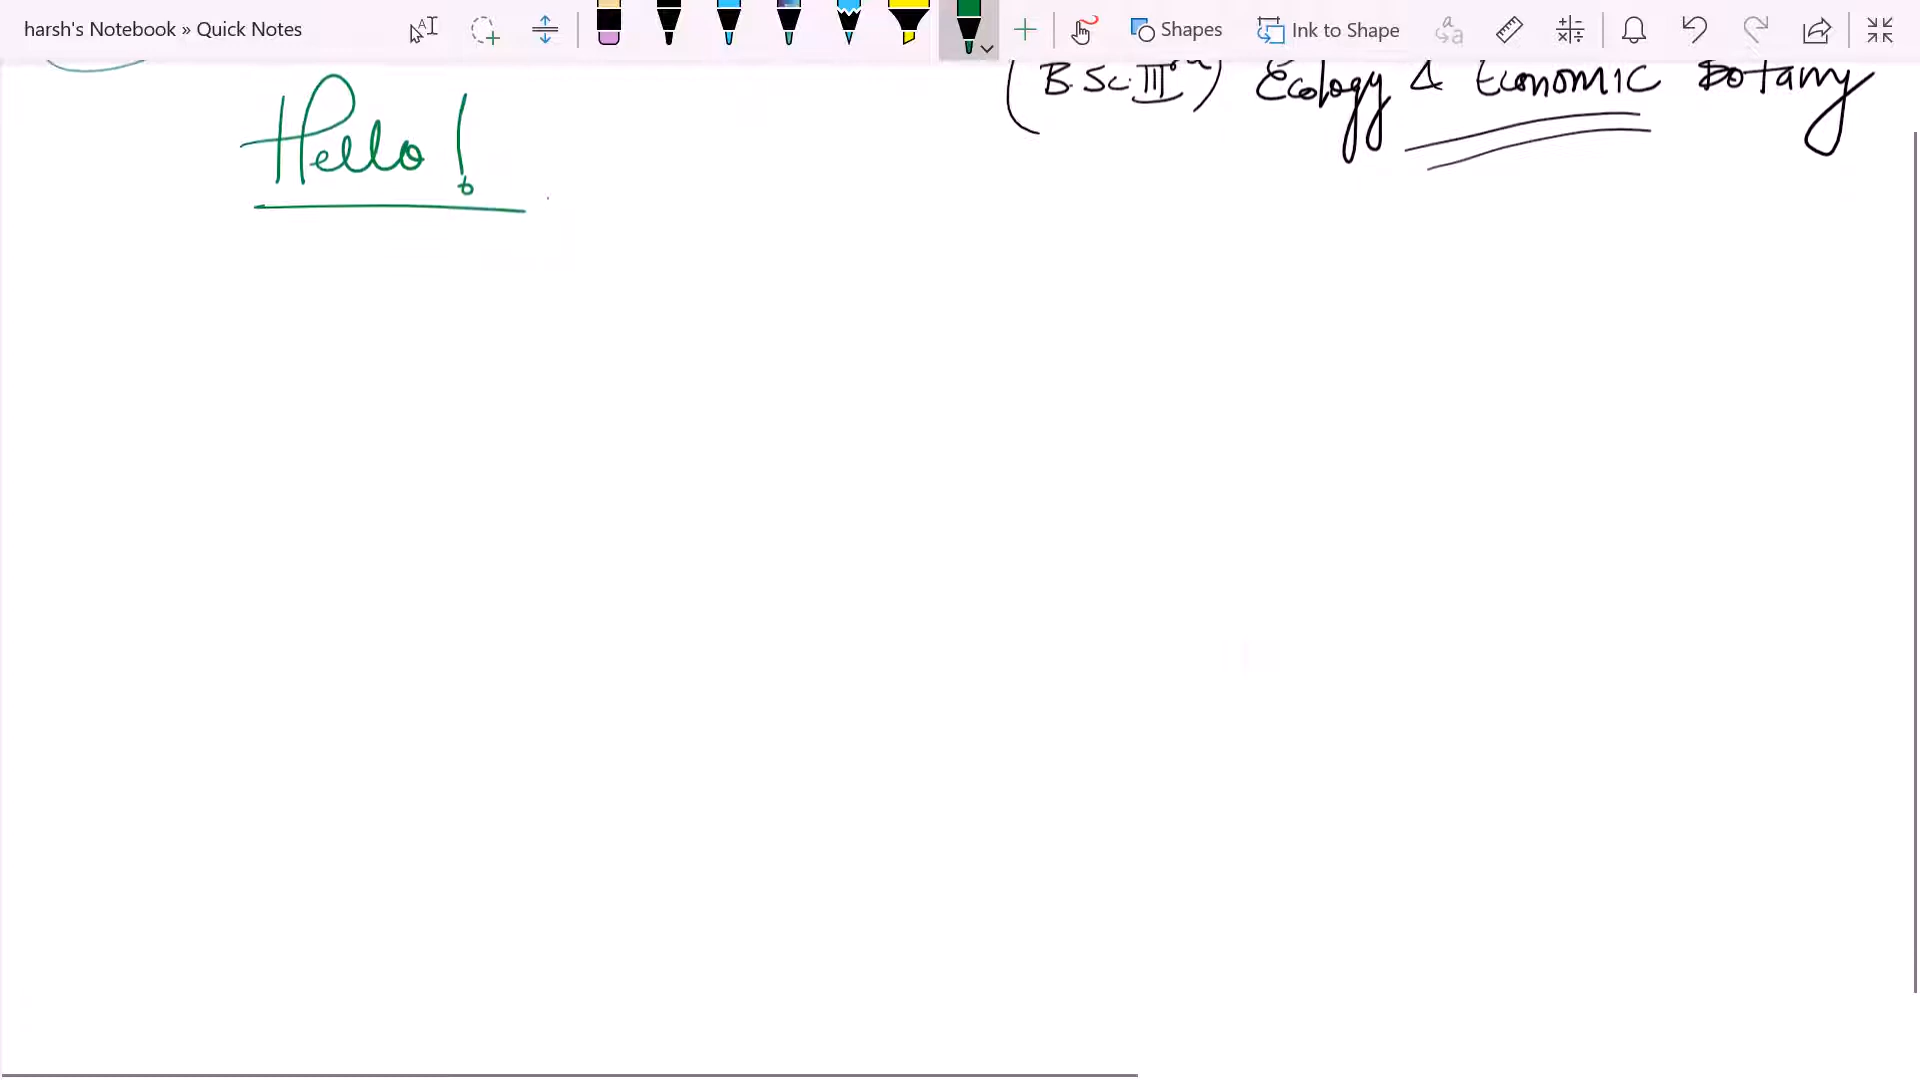 harsh's Notebook » Quick Notes
Shapes
Ink to Shape
Hello!
(B.Sc. III) Ecology & Economic Botany